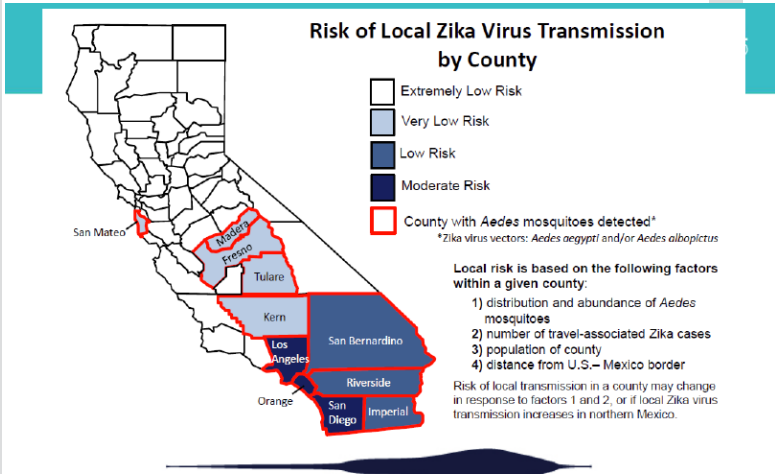 Risk of Local Zika Virus Transmission
by County
Extremely Low Risk
Very Low Risk
Low Risk
Moderate Risk
County with Aedes mosquitoes detected*
*Zika virus vectors: Aedes aegypti and/or Aedes albopictus
San Mateo
Madera
Fresno
Tulare
Kern
Los
Angeles
San Bernardino
Orange
Riverside
San
Diego
Imperial
Local risk is based on the following factors
within a given county:
1) distribution and abundance of Aedes
mosquitoes
2) number of travel-associated Zika cases
3) population of county
4) distance from U.S.– Mexico border
Risk of local transmission in a county may change
in response to factors 1 and 2, or if local Zika virus
transmission increases in northern Mexico.